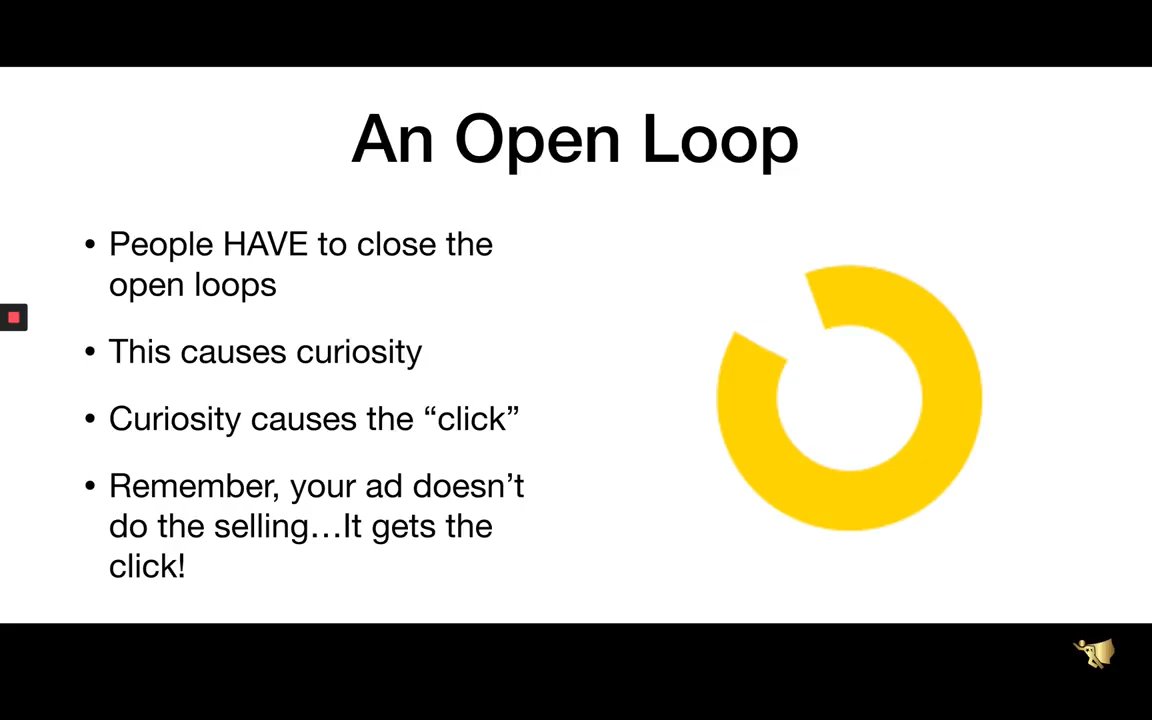 An Open Loop
• People HAVE to close the
open loops
• This causes curiosity
• Curiosity causes the “click”
• Remember, your ad doesn’t
do the selling…It gets the
click!